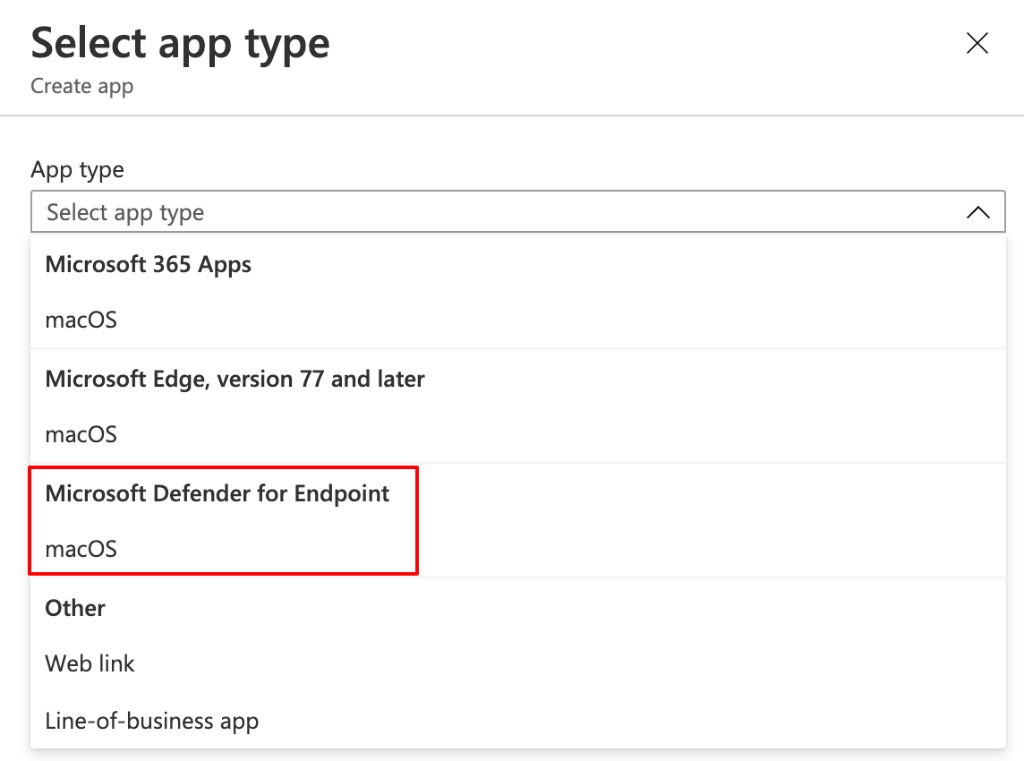 Select app type
Create app
App type
Select app type
Microsoft 365 Apps
macOS
Microsoft Edge, version 77 and later
macOS
Microsoft Defender for Endpoint
macOS
Other
Web link
Line-of-business app